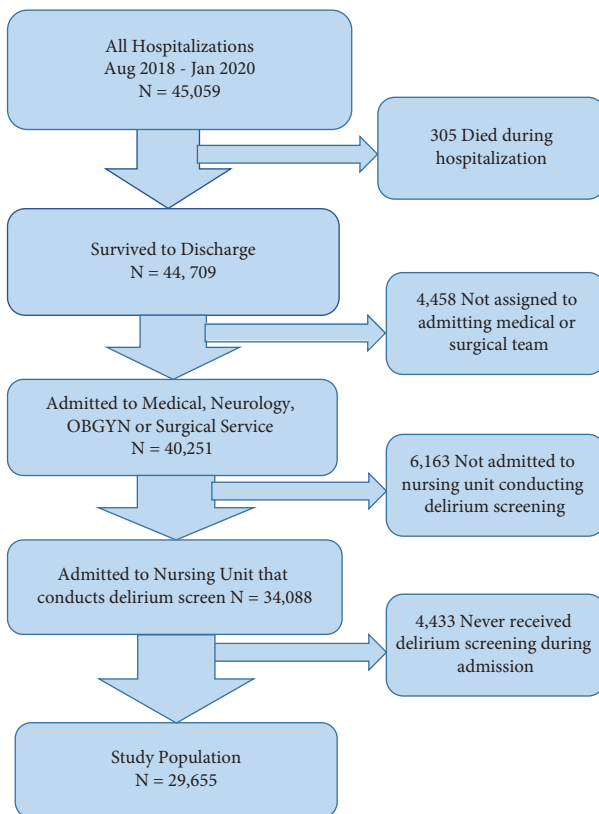 All Hospitalizations
Aug 2018 - Jan 2020
N = 45,059
305 Died during
hospitalization
Survived to Discharge
N = 44, 709
4,458 Not assigned to
admitting medical or
surgical team
Admitted to Medical, Neurology,
OBGYN or Surgical Service
N = 40,251
6,163 Not admitted to
nursing unit conducting
delirium screening
Admitted to Nursing Unit that
conducts delirium screen N = 34,088
4,433 Never received
delirium screening during
admission
Study Population
N = 29,655